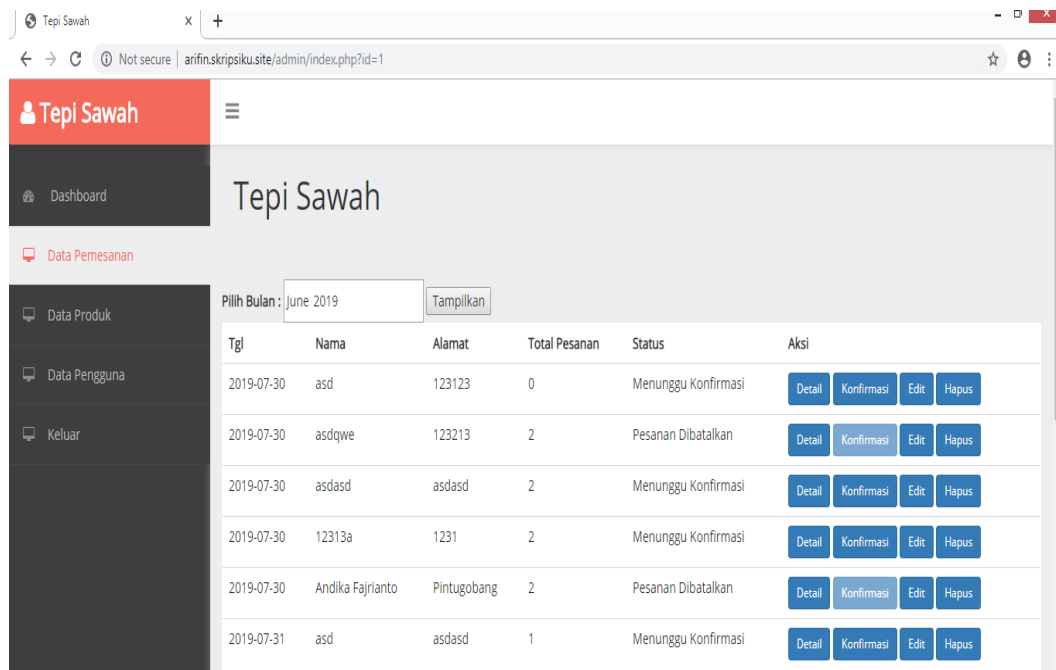 Tepi Sawah
Not secure | arifin.skripsiku.site/admin/index.php?id=1
Tepi Sawah
Dashboard
Data Pemesanan
Data Produk
Data Pengguna
Keluar
Tepi Sawah
Pilih Bulan : June 2019 Tampilkan
Tgl Nama Alamat Total Pesanan Status Aksi
2019-07-30 asd 123123 0 Menunggu Konfirmasi Detail Konfirmasi Edit Hapus
2019-07-30 asdqwe 123213 2 Pesanan Dibatalkan Detail Konfirmasi Edit Hapus
2019-07-30 asdasd asdasd 2 Menunggu Konfirmasi Detail Konfirmasi Edit Hapus
2019-07-30 12313a 1231 2 Menunggu Konfirmasi Detail Konfirmasi Edit Hapus
2019-07-30 Andika Fajrianto Pintugobang 2 Pesanan Dibatalkan Detail Konfirmasi Edit Hapus
2019-07-31 asd asdasd 1 Menunggu Konfirmasi Detail Konfirmasi Edit Hapus